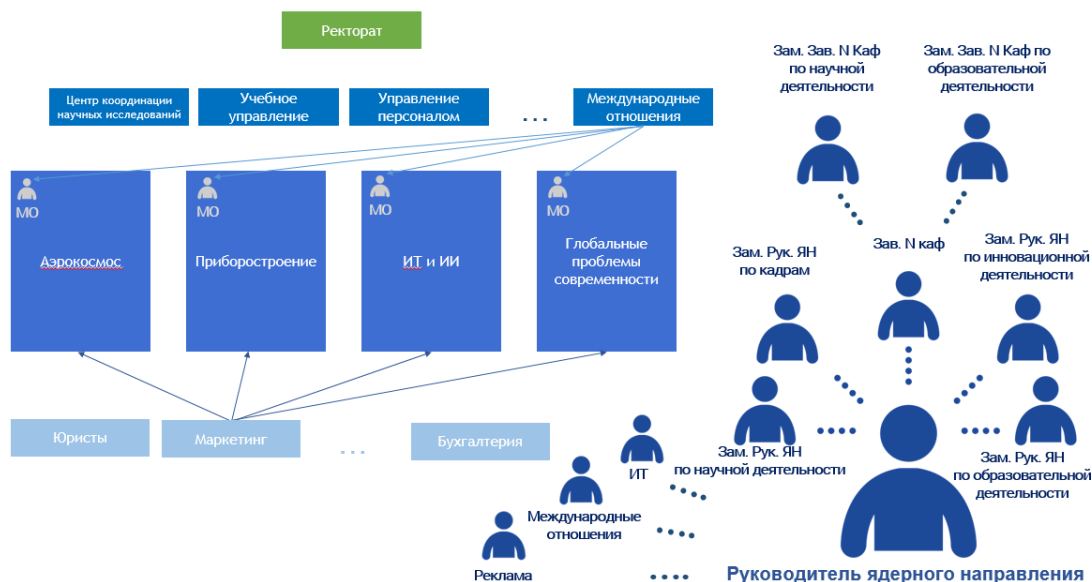 Ректорат
Центр координации
научных исследований
Учебное
управление
Управление
персоналом
...
Международные
отношения
МО
Аэрокосмос
МО
Приборостроение
МО
ИТ и ИИ
МО
Глобальные
проблемы
современности
Юристы
Маркетинг
...
Бухгалтерия
Зам. Зав. N Каф
по научной
деятельности
Зам. Зав. N Каф по
образовательной
деятельности
Зам. Рук. ЯН
по кадрам
Зав. N каф
Зам. Рук. ЯН
по инновационной
деятельности
Зам. Рук. ЯН
по научной деятельности
Зам. Рук. ЯН
по образовательной
деятельности
ИТ
Международные
отношения
Реклама
Руководитель ядерного направления